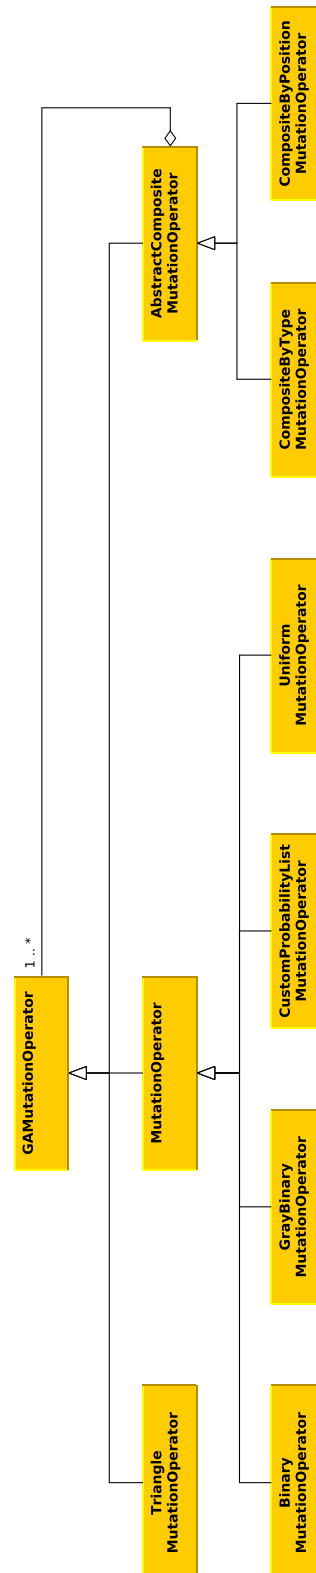 GAMutationOperator
1 .. *
Triangle
MutationOperator
MutationOperator
AbstractComposite
MutationOperator
Binary
MutationOperator
GrayBinary
MutationOperator
CustomProbabilityList
MutationOperator
Uniform
MutationOperator
CompositeByType
MutationOperator
CompositeByPosition
MutationOperator